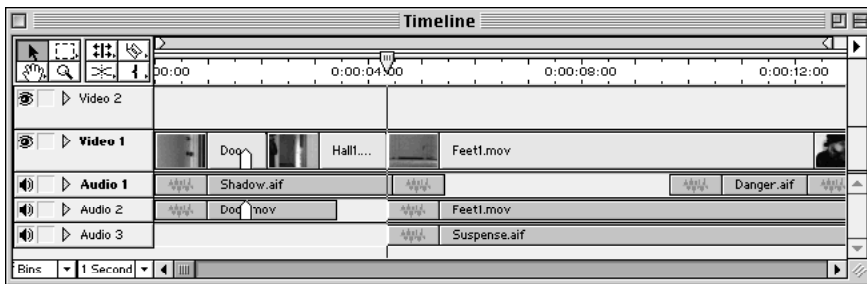 Timeline
00:00
0:00:04:00
0:00:08:00
0:00:12:00
Video 2
Video 1
Hall1....
Feet1.mov
Audio 1
Shadow.aif
Danger.aif
Audio 2
mov
Feet1.mov
Audio 3
Suspense.aif
Bins
1 Second